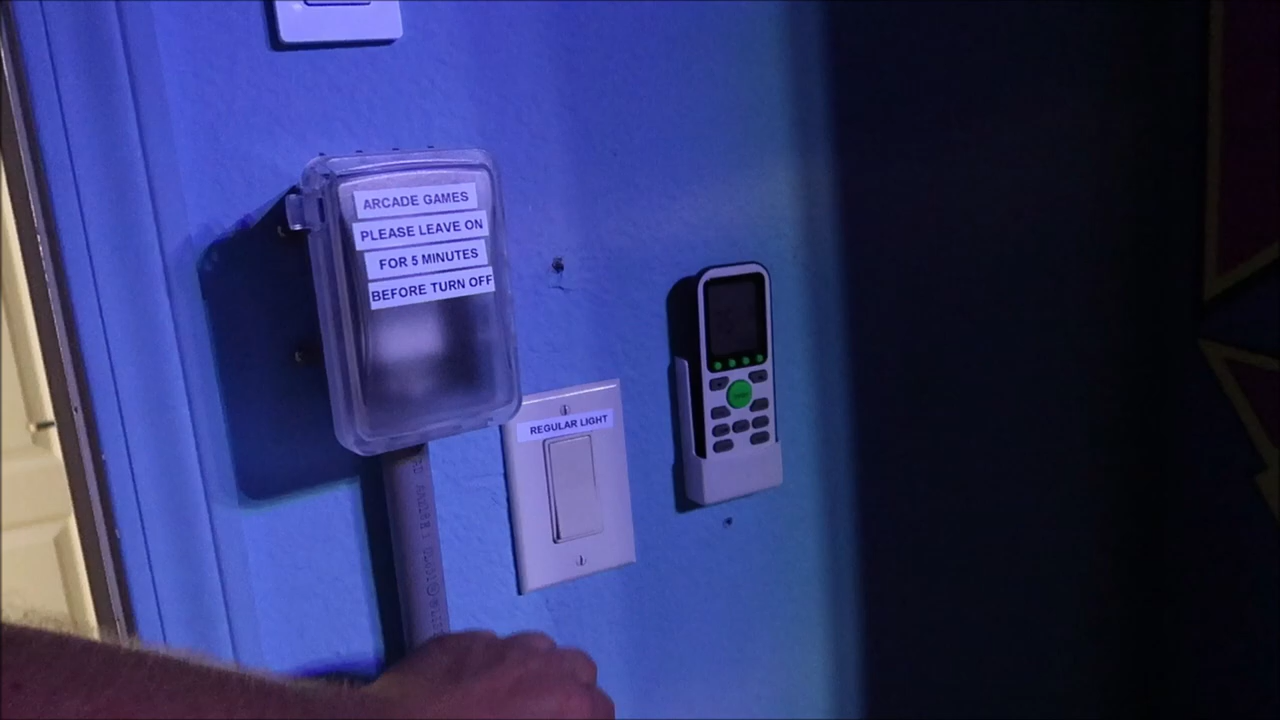 ARCADE GAMES
PLEASE LEAVE ON
FOR 5 MINUTES
BEFORE TURN OFF
REGULAR LIGHT